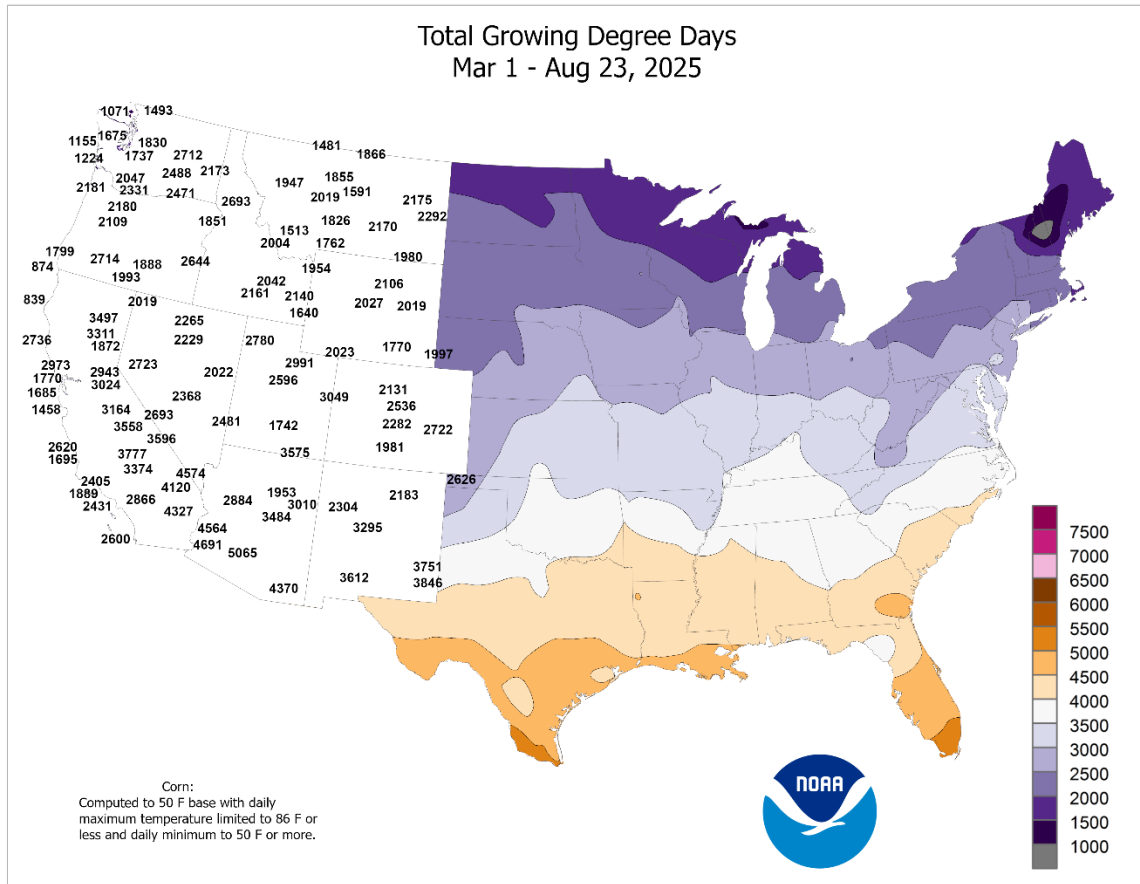 Total Growing Degree Days
Mar 1 - Aug 23, 2025
1071 1493
1155 1675 1830 1481
1224 1737 2712 1866
2047 2488 2173 1947 1855
2181 2331 2471 2693 2019 1591 2175
2180 2292
2109 1851 1513 1826 2170
2004 1762
1799 2714 1888 2644 1980
874 1993 1954
2042 2106
839 2019 2161 2140 2027 2019
3497 2265 1640
2736 3311 2229 2780
1872 2023 1770 1997
2973 2943 2723 2022 2991
1770 3024 2596 2131
1685 2368 3049 2536
1458 3164 2693 2481 1742 2282 2722
3558
3596 1981
2620 3777 3575
1695 3374 4574 2626
2405 4120 1953 2183
1889 2866 2884 3010 2304
2431 4327 3484
4564 3295
2600 4691
5065
3751
4370 3612 3846
7500
7000
6500
6000
5500
5000
4500
4000
3500
3000
2500
2000
1500
1000
NOAA
Corn:
Computed to 50 F base with daily
maximum temperature limited to 86 F or
less and daily minimum to 50 F or more.